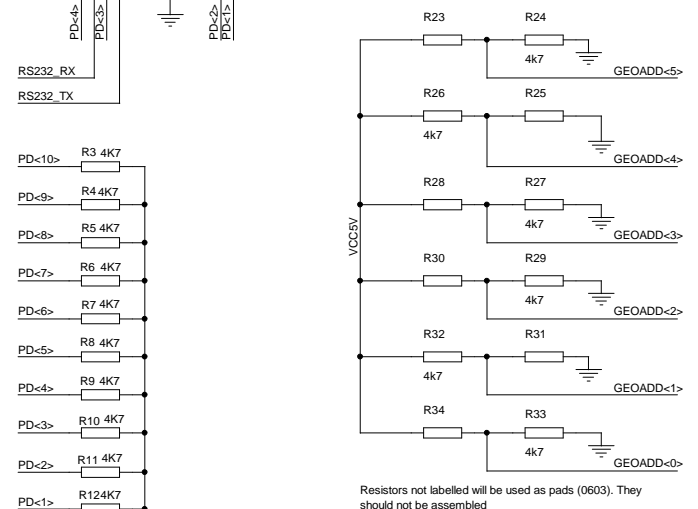 PD<4>
PD<3>
PD<2>
PD<1>
RS232_RX
RS232_TX
PD<10> R3 4K7
PD<9> R4 4K7
PD<8> R5 4K7
PD<7> R6 4K7
PD<6> R7 4K7
PD<5> R8 4K7
PD<4> R9 4K7
PD<3> R10 4K7
PD<2> R11 4K7
PD<1> R124K7
VCC5V
R23 R24
4k7
GEOADD<5>
R26 R25
4k7
GEOADD<4>
R28 R27
4k7
GEOADD<3>
R30 R29
4k7
GEOADD<2>
R32 R31
4k7
GEOADD<1>
R34 R33
4k7
GEOADD<0>
Resistors not labelled will be used as pads (0603). They
should not be assembled